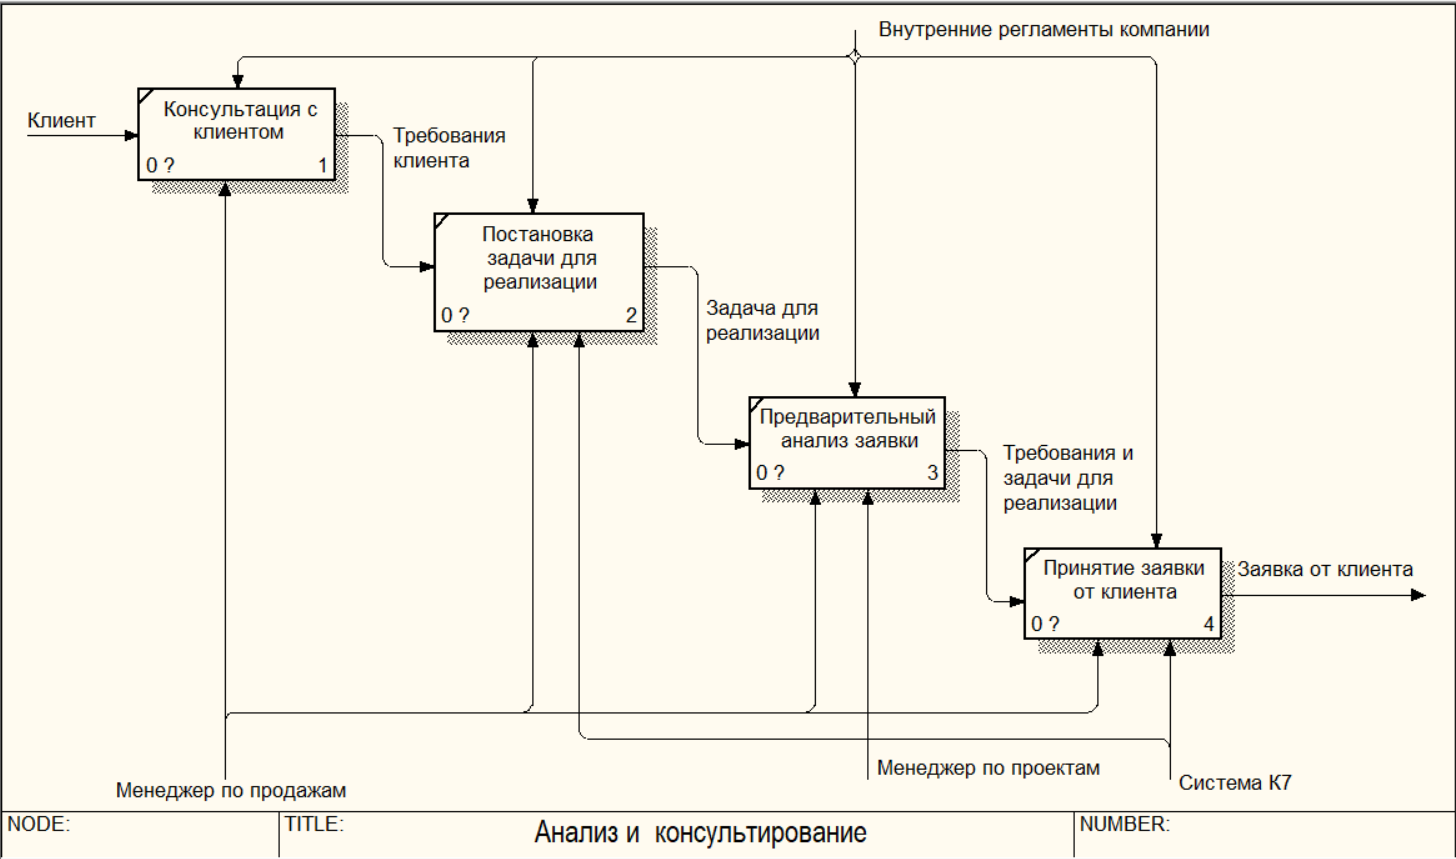 Внутренние регламенты компании
Клиент
Консультация с
клиентом
0 ?
1
Требования
клиента
Постановка
задачи для
реализации
0 ?
2
Задача для
реализации
Предварительный
анализ заявки
0 ?
3
Требования и
задачи для
реализации
Принятие заявки
от клиента
0 ?
4
Заявка от клиента
Менеджер по продажам
Менеджер по проектам
Система К7
NODE:
TITLE:
Анализ и консультирование
NUMBER: